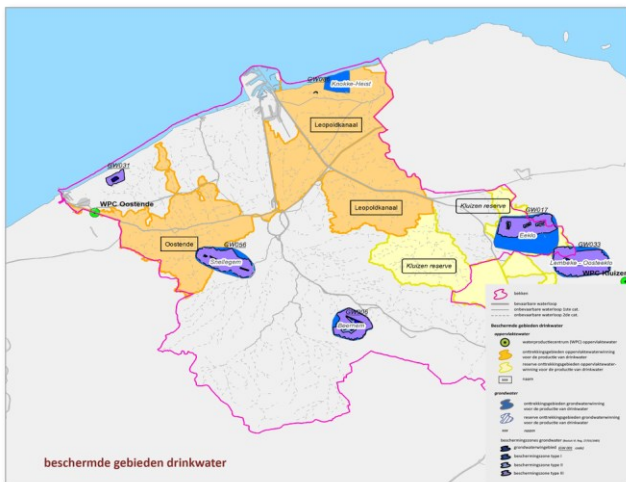 Knokke-Heist
Leopoldkanaal
GW031
WPC Oostende
Leopoldkanaal
Kluizen reserve
GW017
Eeklo
Oostende
GW056
Snellegem
Kluizen reserve
GW033
Lembeke - Oosteeklo
WPC Kluizen
Beernem
bekken
bevaarbare waterloop
onbevaarbare waterloop 1ste cat.
onbevaarbare waterloop 2de cat.
Beschermde gebieden drinkwater
oppervlaktewater
waterproductiecentrum (WPC) oppervlaktewater
onttrekkingsgebieden oppervlaktewaterwinning
voor de productie van drinkwater
reserve onttrekkingsgebieden oppervlaktewater-
winning voor de productie van drinkwater
naam
grondwater
onttrekkingsgebieden grondwaterwinning
voor de productie van drinkwater
reserve onttrekkingsgebieden grondwaterwinning
voor de productie van drinkwater
naam
beschermingszones grondwater
grondwaterwingebied
beschermingszone type I
beschermingszone type II
beschermingszone type III
beschermde gebieden drinkwater